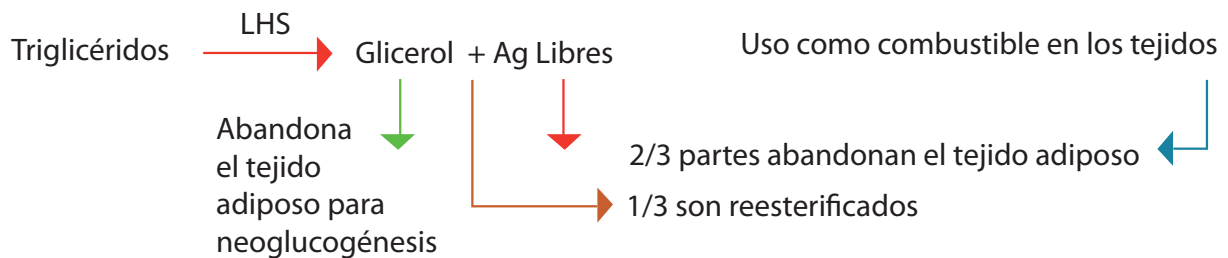 LHS
Triglicéridos
Glicerol + Ag Libres
Uso como combustible en los tejidos
Abandona
el tejido
adiposo para
neoglucogénesis
2/3 partes abandonan el tejido adiposo
1/3 son reesterificados